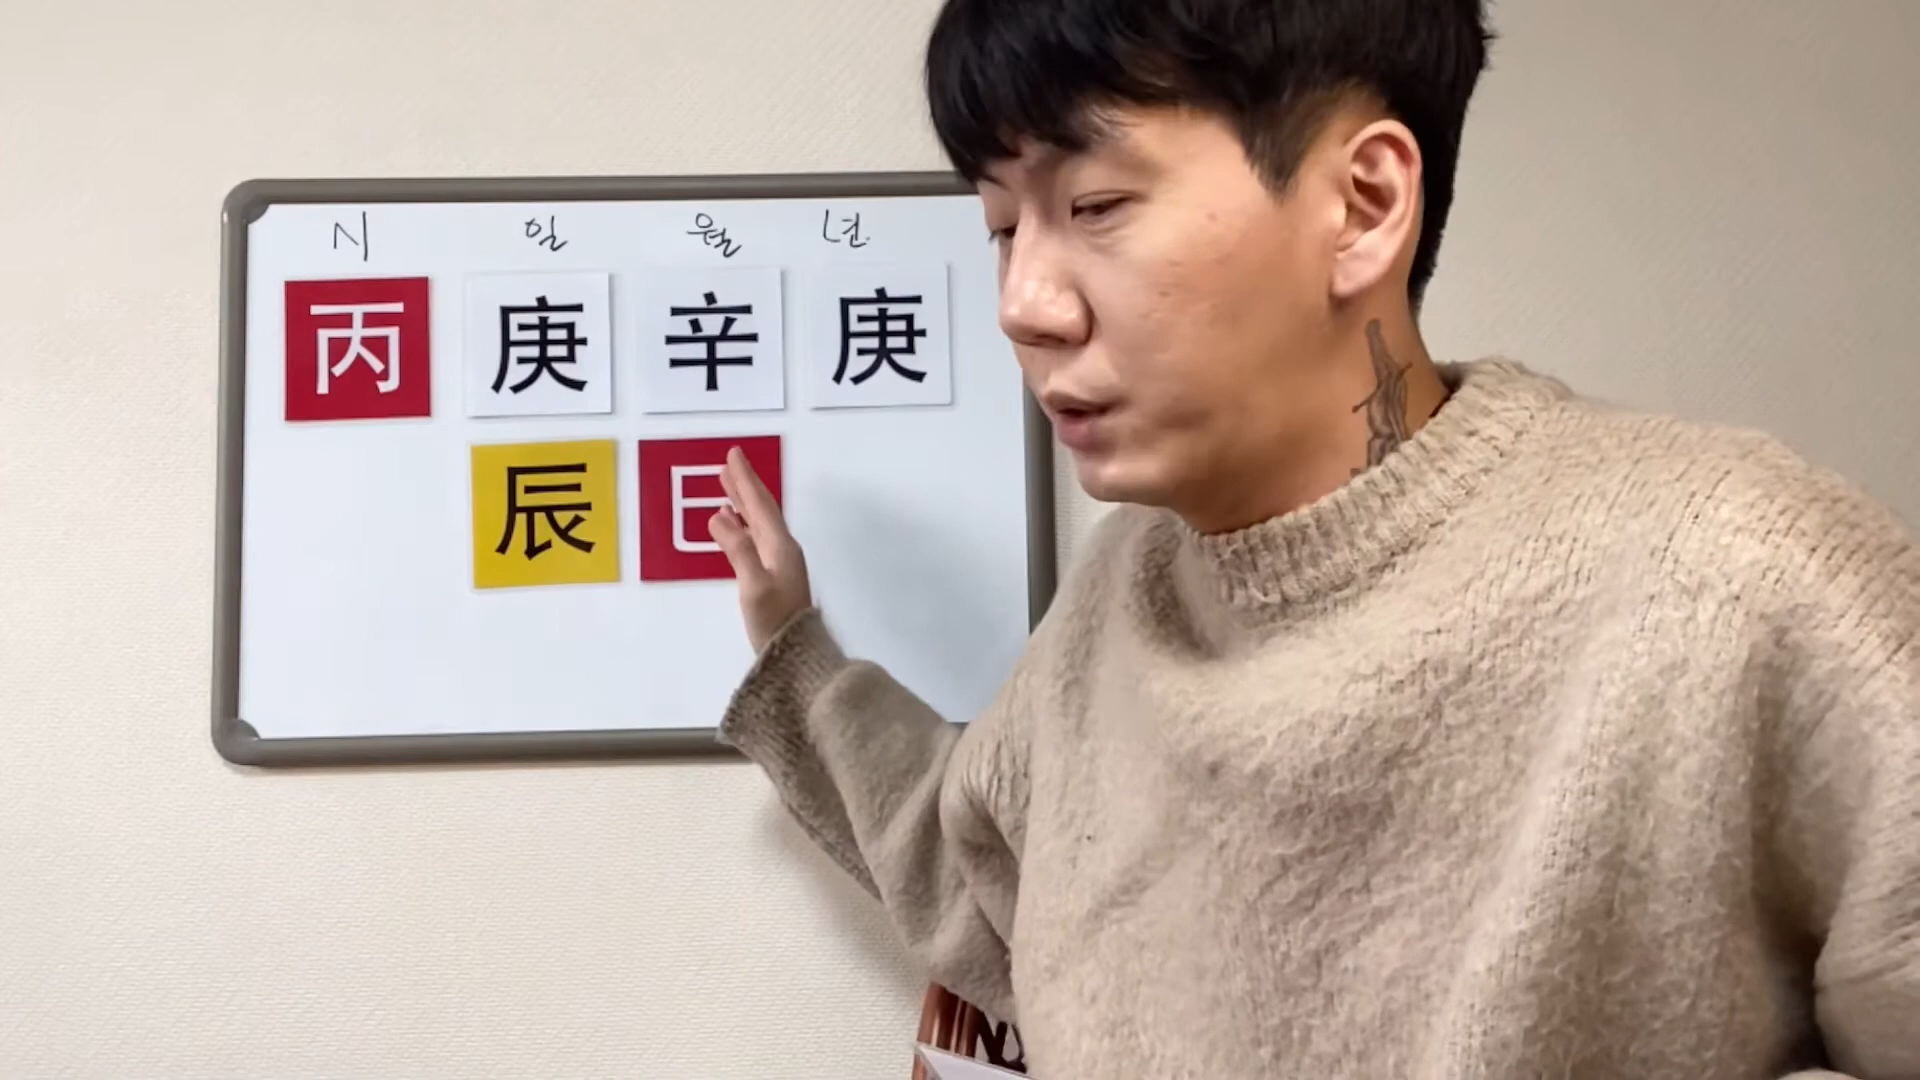 시 일 월 년
丙 庚 辛 庚
辰 巳